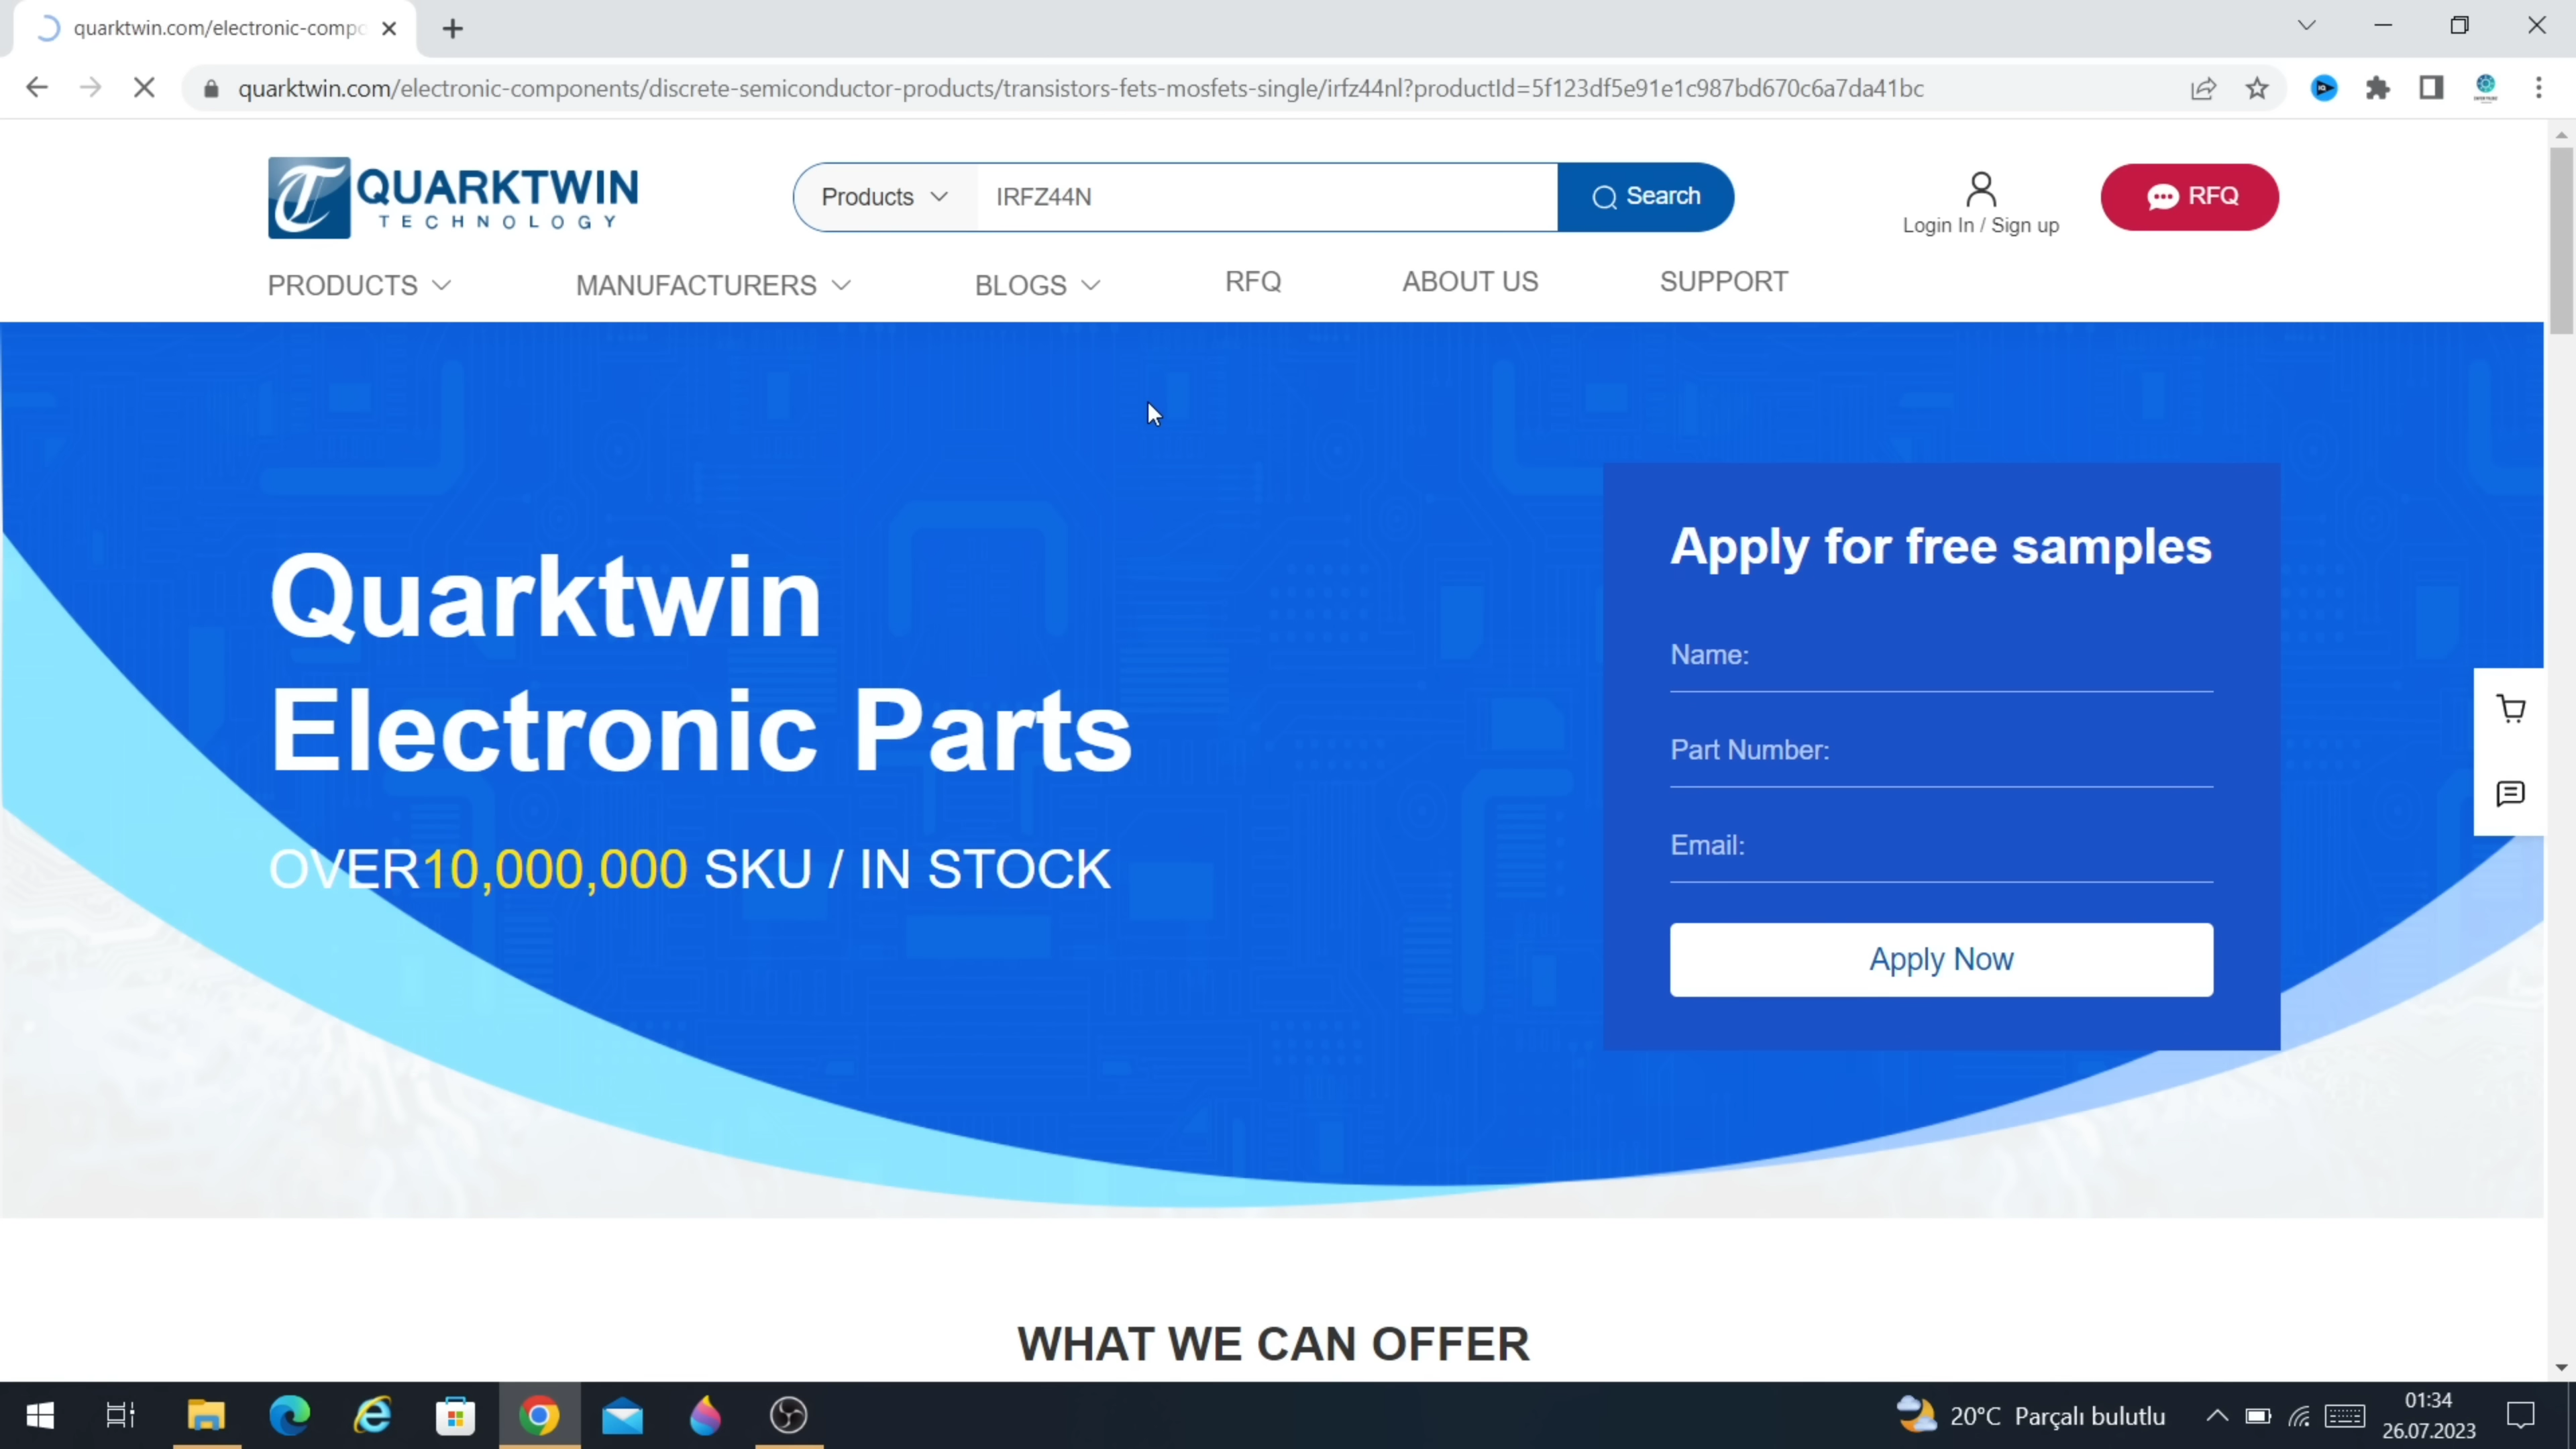 quarktwin.com/electronic-compo
quarktwin.com/electronic-components/discrete-semiconductor-products/transistors-fets-mosfets-single/irfz44nl?productId=5f123df5e91e1c987bd670c6a7da41bc
QUARKTWIN
TECHNOLOGY
Products
IRFZ44N
Search
Login In / Sign up
RFQ
PRODUCTS
MANUFACTURERS
BLOGS
RFQ
ABOUT US
SUPPORT
Quarktwin
Electronic Parts
OVER10,000,000 SKU / IN STOCK
Apply for free samples
Name:
Part Number:
Email:
Apply Now
WHAT WE CAN OFFER
20°C Parçalı bulutlu
01:34
26.07.2023